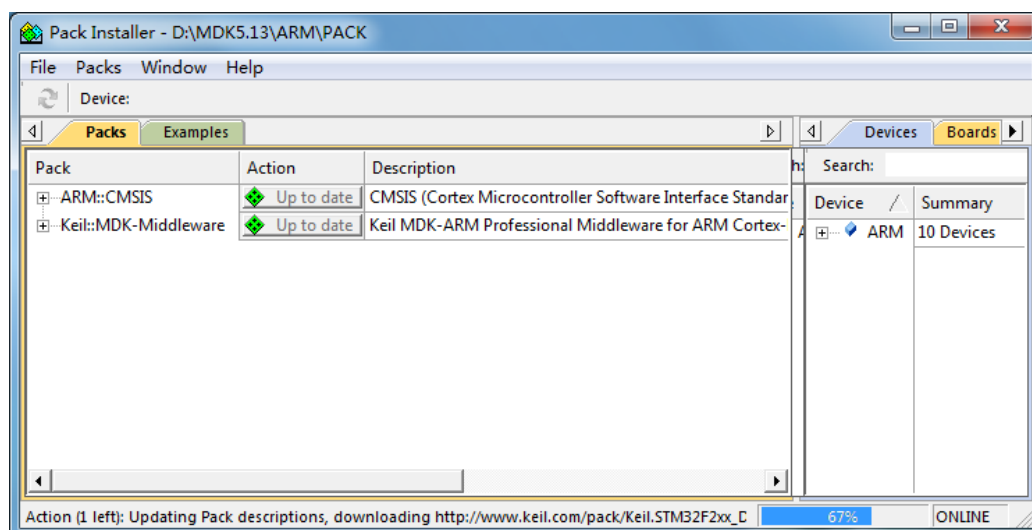 Pack Installer - D:\MDK5.13\ARM\PACK
File Packs Window Help
Device:
Packs Examples Devices Boards
Search:
Pack Action Description
ARM::CMSIS Up to date CMSIS (Cortex Microcontroller Software Interface Standar
Keil::MDK-Middleware Up to date Keil MDK-ARM Professional Middleware for ARM Cortex-
Device Summary
ARM 10 Devices
Action (1 left): Updating Pack descriptions, downloading http://www.keil.com/pack/Keil.STM32F2xx_D 67% ONLINE